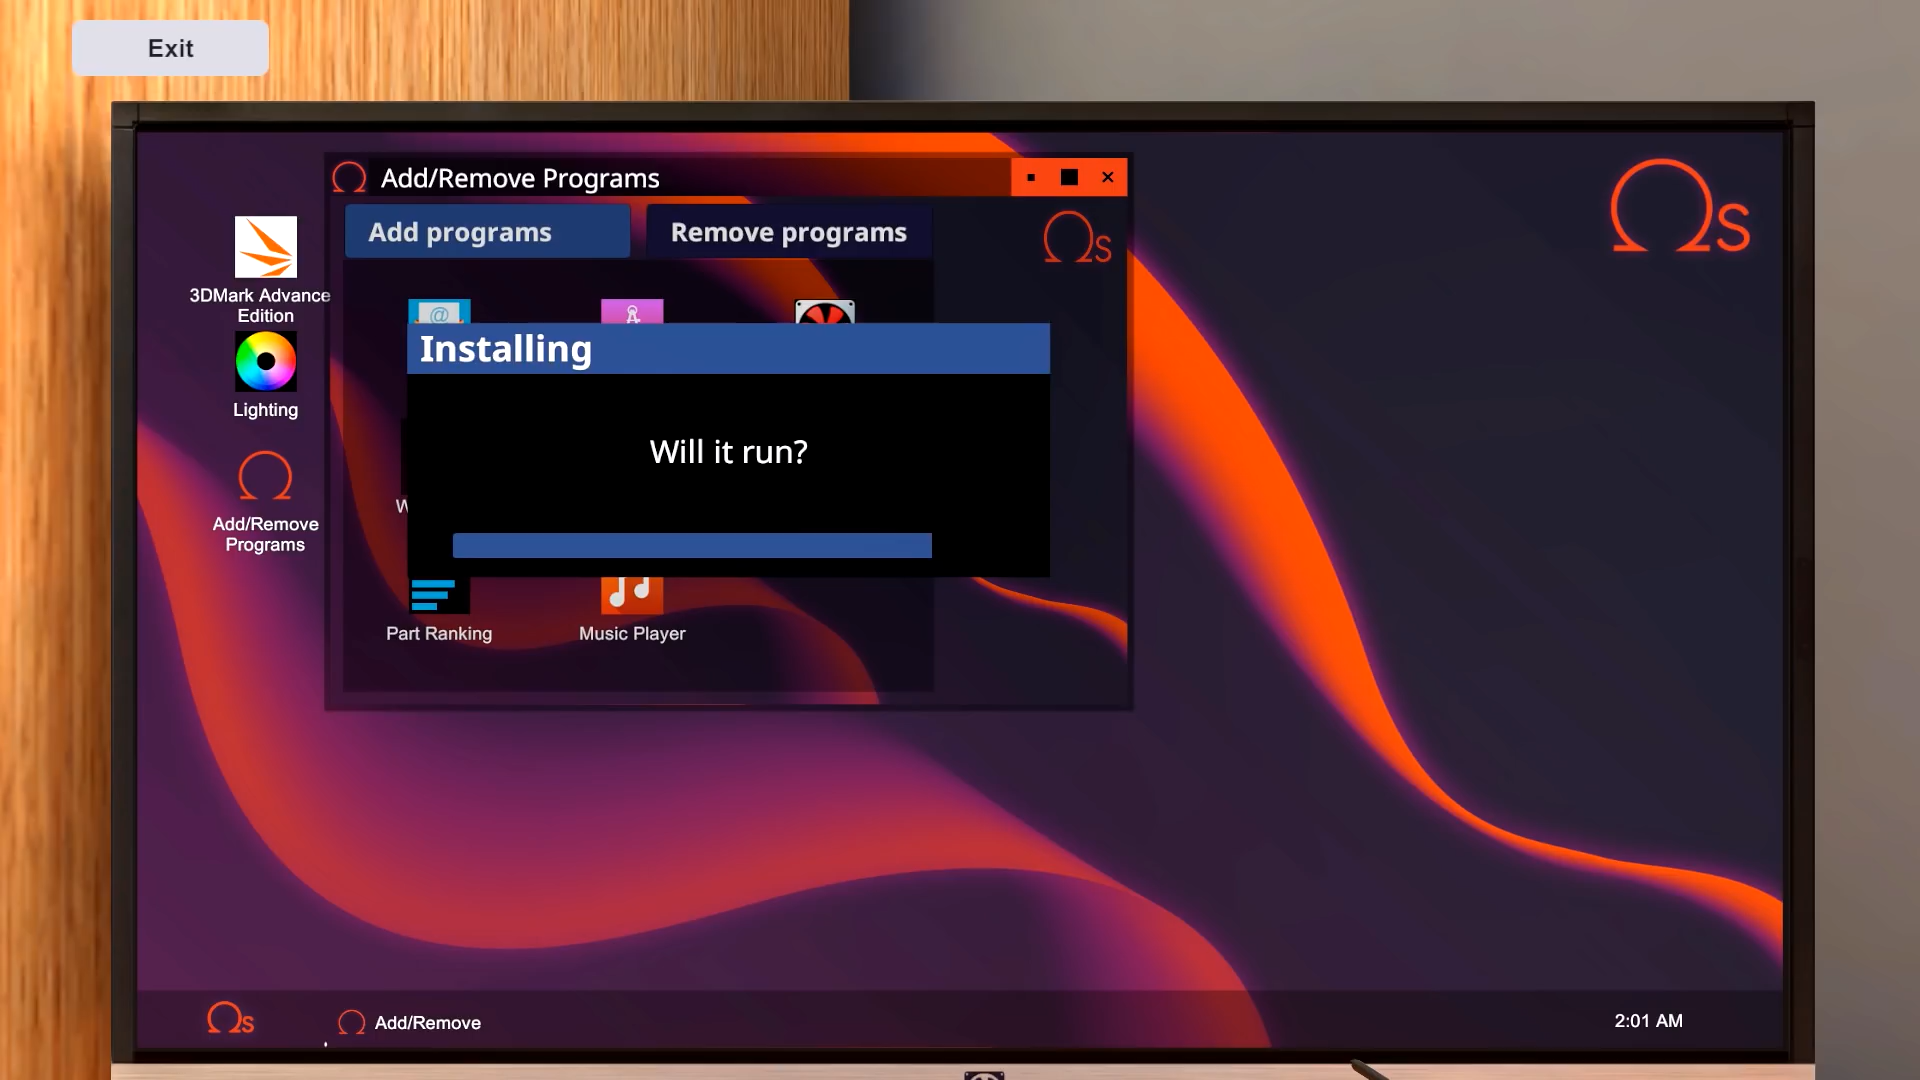 Exit
Add/Remove Programs
Add programs
Remove programs
Ωs
Ωs
3DMark Advance
Edition
Lighting
Add/Remove
Programs
Installing
Will it run?
W
Part Ranking
Music Player
Ωs
Add/Remove
2:01 AM